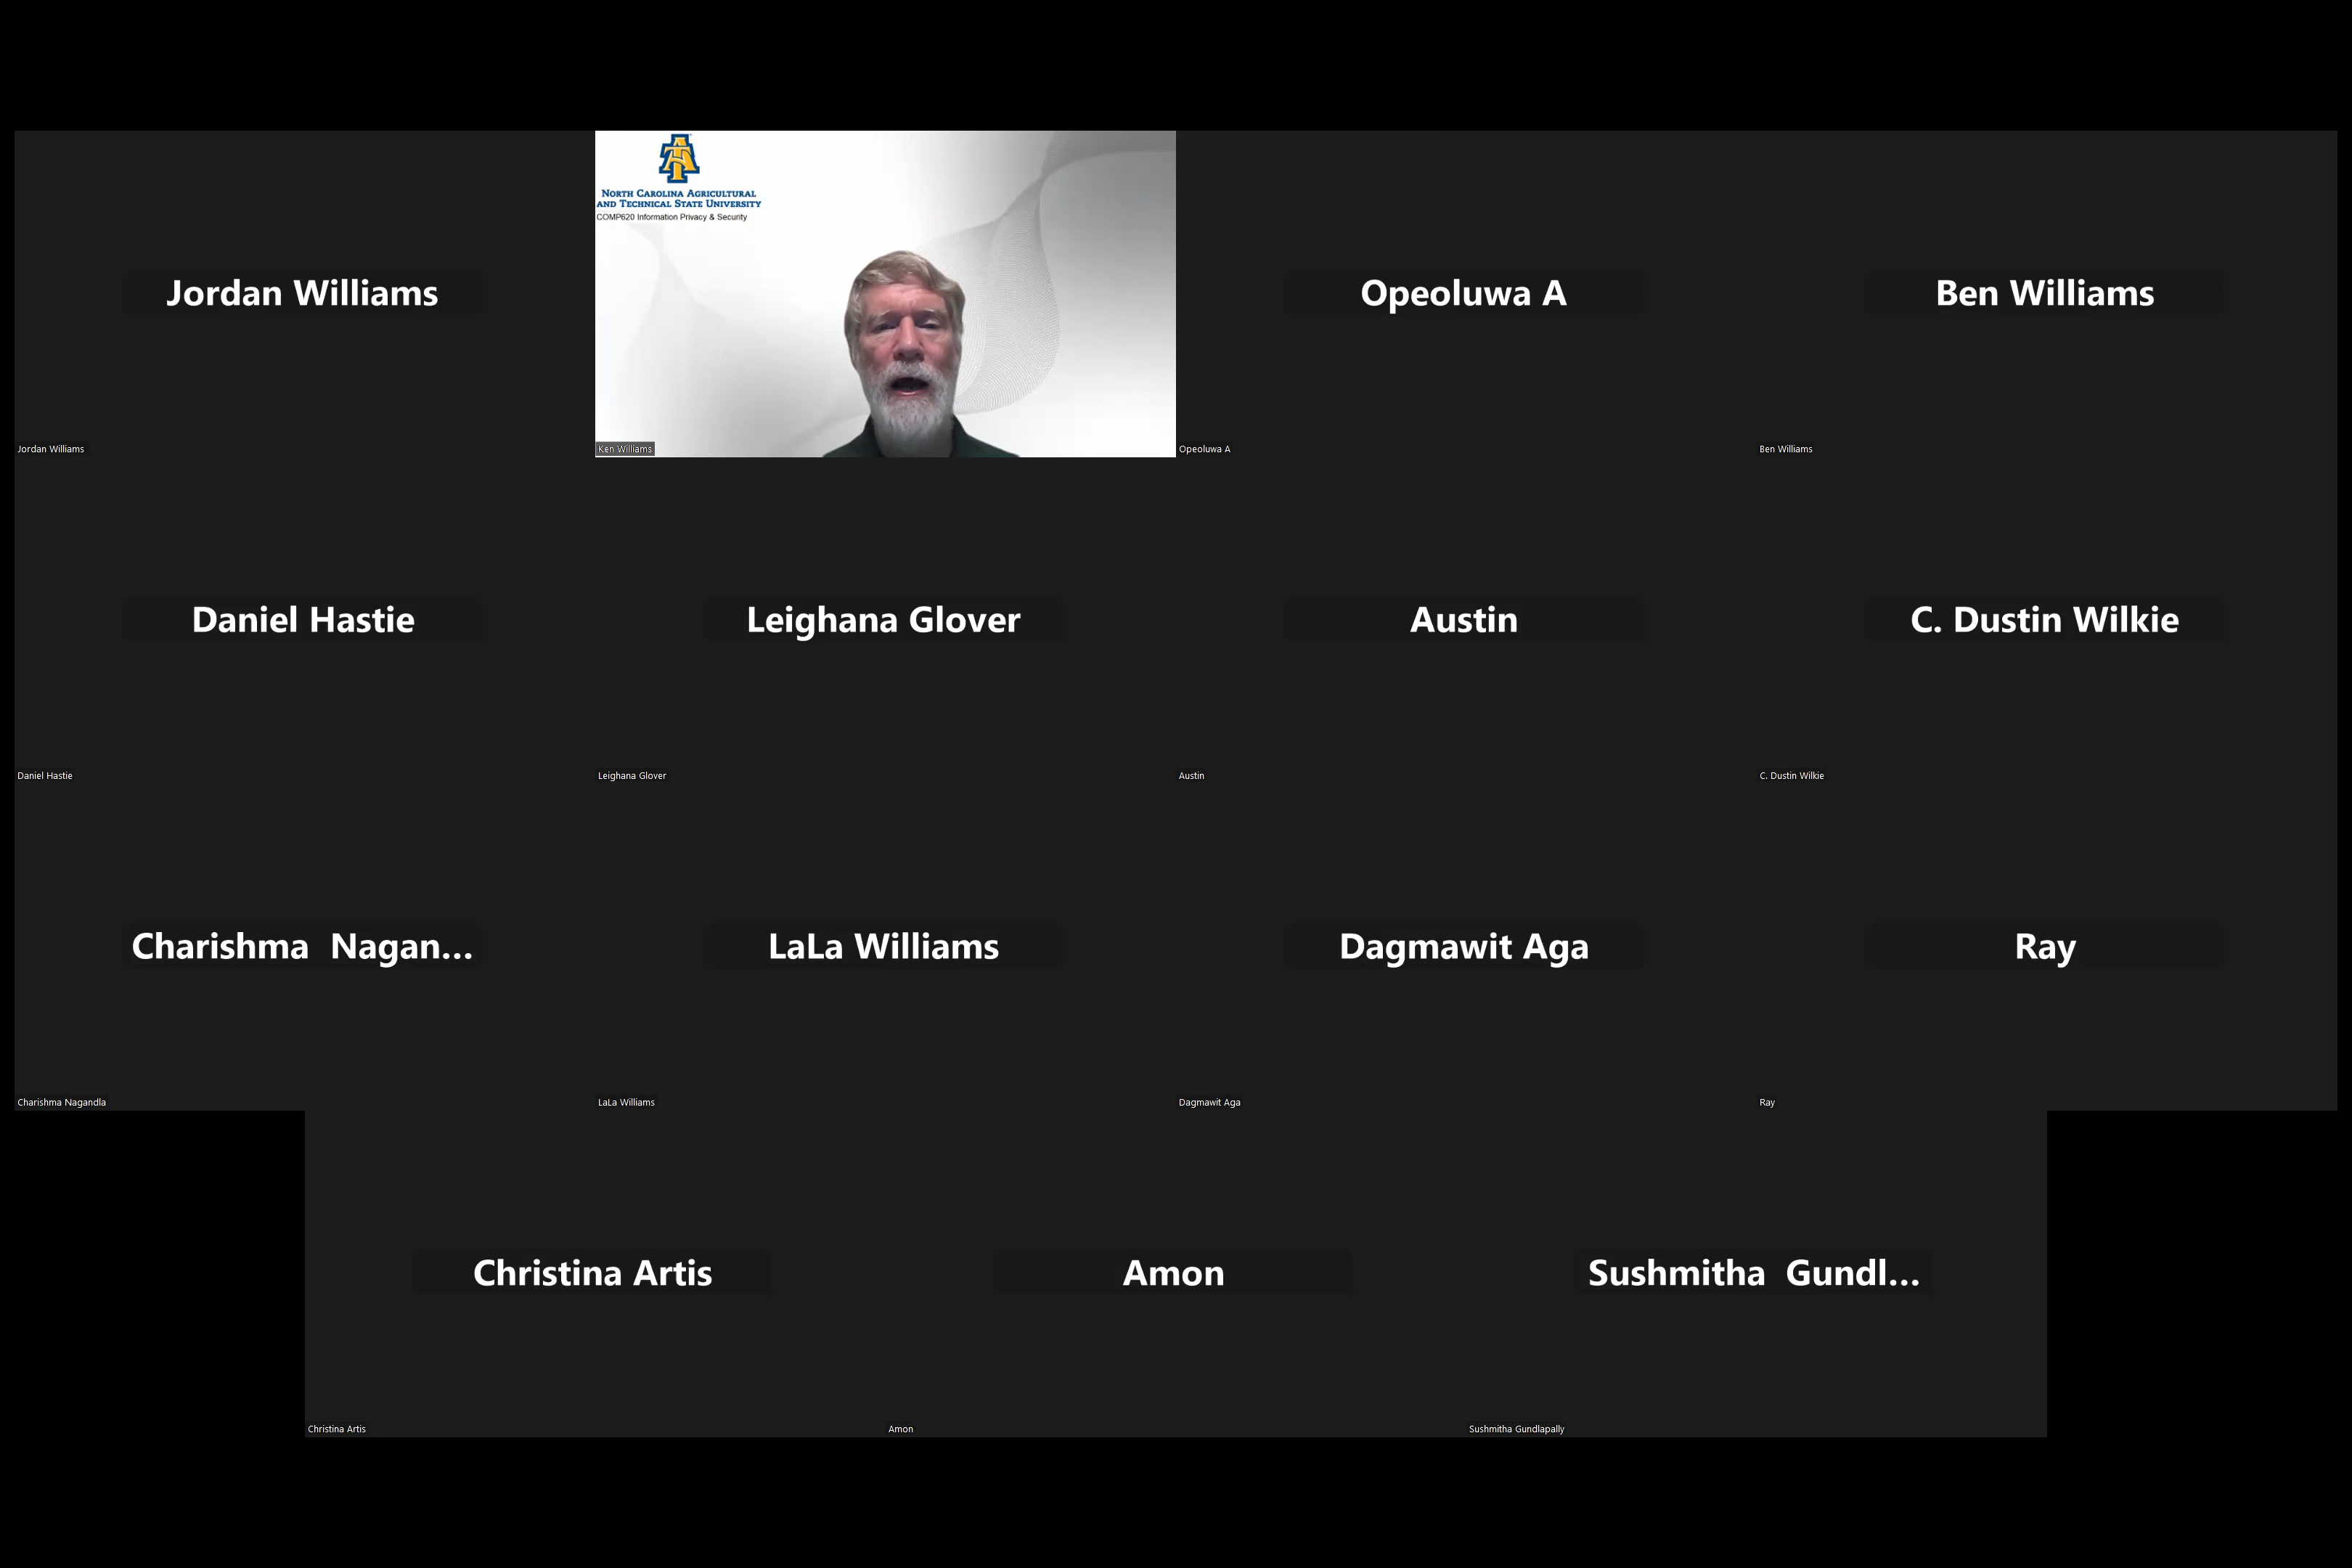 NORTH CAROLINA AGRICULTURAL
AND TECHNICAL STATE UNIVERSITY
COMP620 Information Privacy & Security
Jordan Williams
Opeoluwa A
Ben Williams
Jordan Williams
Ken Williams
Opeoluwa A
Ben Williams
Daniel Hastie
Leighana Glover
Austin
C. Dustin Wilkie
Daniel Hastie
Leighana Glover
Austin
C. Dustin Wilkie
Charishma  Nagan...
LaLa Williams
Dagmawit Aga
Ray
Charishma Nagandla
LaLa Williams
Dagmawit Aga
Ray
Christina Artis
Amon
Sushmitha  Gundl...
Christina Artis
Amon
Sushmitha Gundlapally